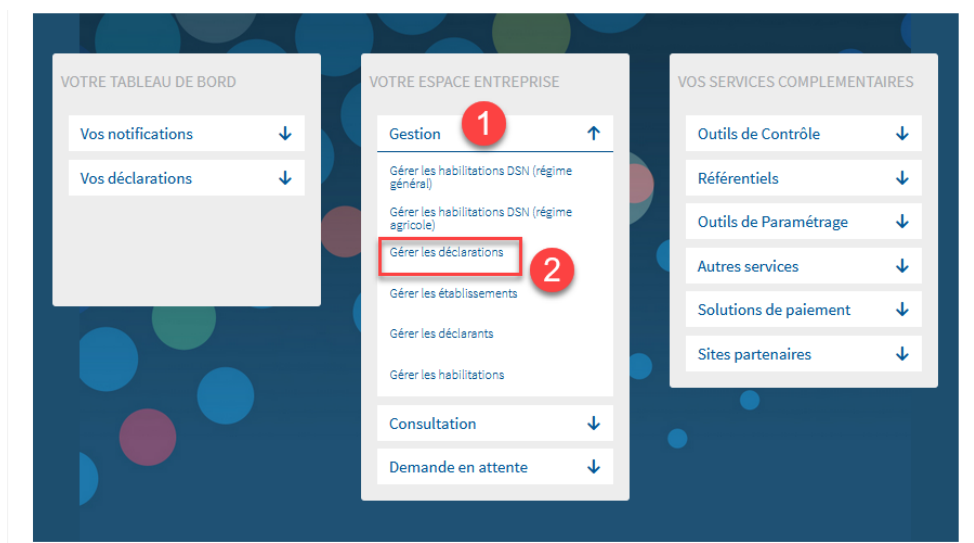 VOTRE TABLEAU DE BORD
Vos notifications
Vos déclarations
VOTRE ESPACE ENTREPRISE
Gestion
1
Gérer les habilitations DSN (régime
général)
Gérer les habilitations DSN (régime
agricole)
Gérer les déclarations
2
Gérer les établissements
Gérer les déclarants
Gérer les habilitations
Consultation
Demande en attente
VOS SERVICES COMPLEMENTAIRES
Outils de Contrôle
Référentiels
Outils de Paramétrage
Autres services
Solutions de paiement
Sites partenaires